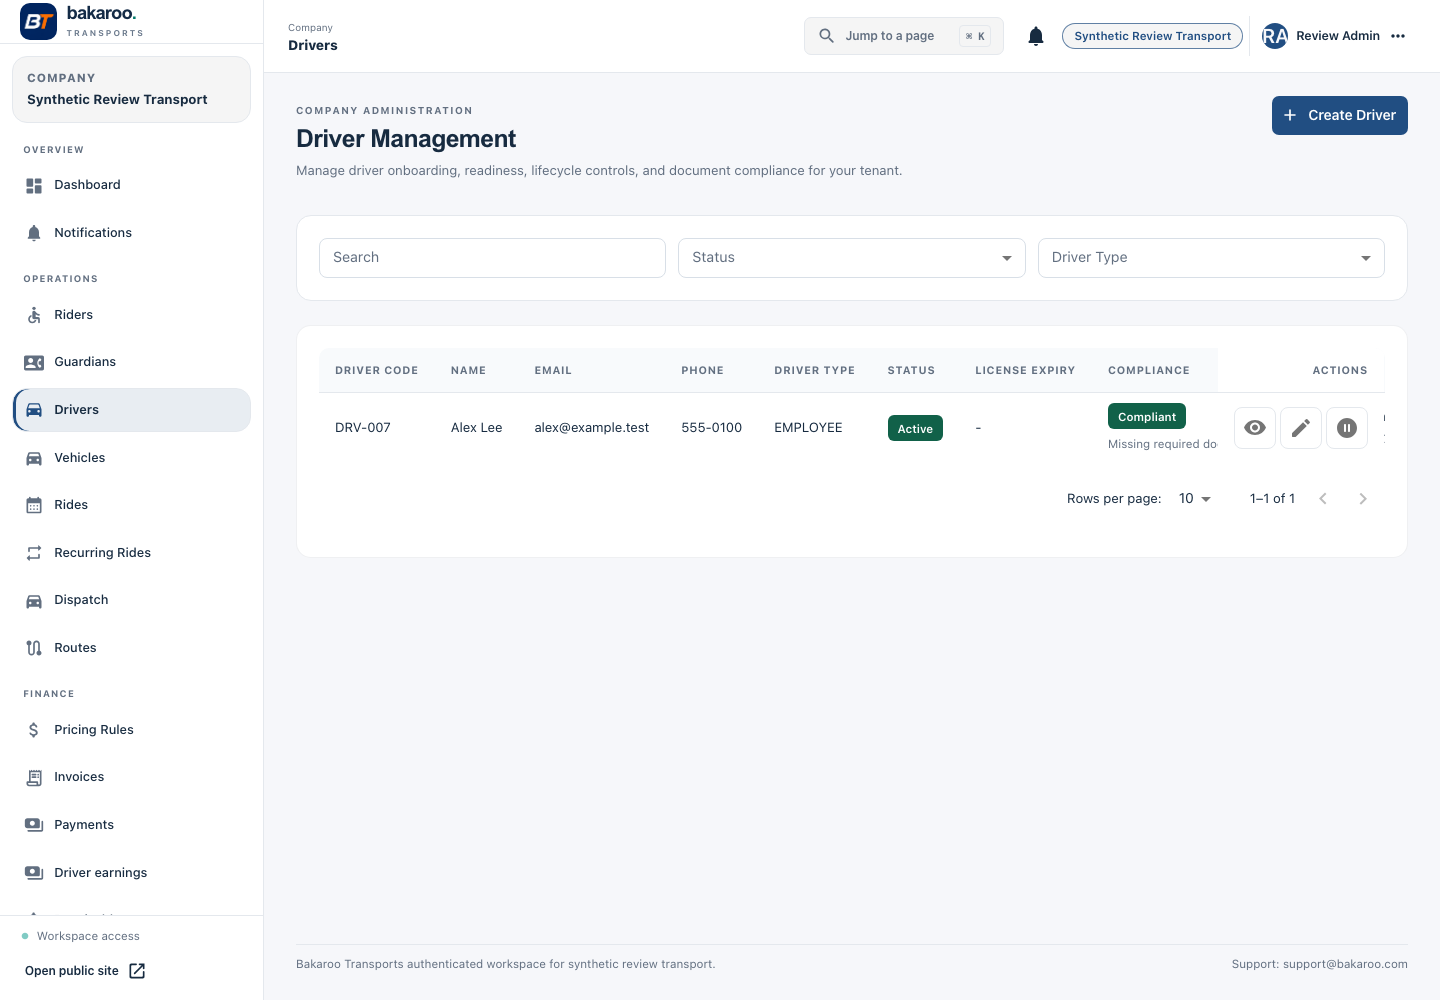 BT bakaroo.
TRANSPORTS
COMPANY
Synthetic Review Transport
OVERVIEW
Dashboard
Notifications
OPERATIONS
Riders
Guardians
Drivers
Vehicles
Rides
Recurring Rides
Dispatch
Routes
FINANCE
Pricing Rules
Invoices
Payments
Driver earnings
Workspace access
Open public site
Company
Drivers
Jump to a page ⌘ K
Synthetic Review Transport
RA Review Admin
COMPANY ADMINISTRATION
Driver Management
Manage driver onboarding, readiness, lifecycle controls, and document compliance for your tenant.
+ Create Driver
Search Status Driver Type
DRIVER CODE NAME EMAIL PHONE DRIVER TYPE STATUS LICENSE EXPIRY COMPLIANCE ACTIONS
DRV-007 Alex Lee alex@example.test 555-0100 EMPLOYEE Active - Compliant
Missing required do
Rows per page: 10 1–1 of 1
Bakaroo Transports authenticated workspace for synthetic review transport.
Support: support@bakaroo.com